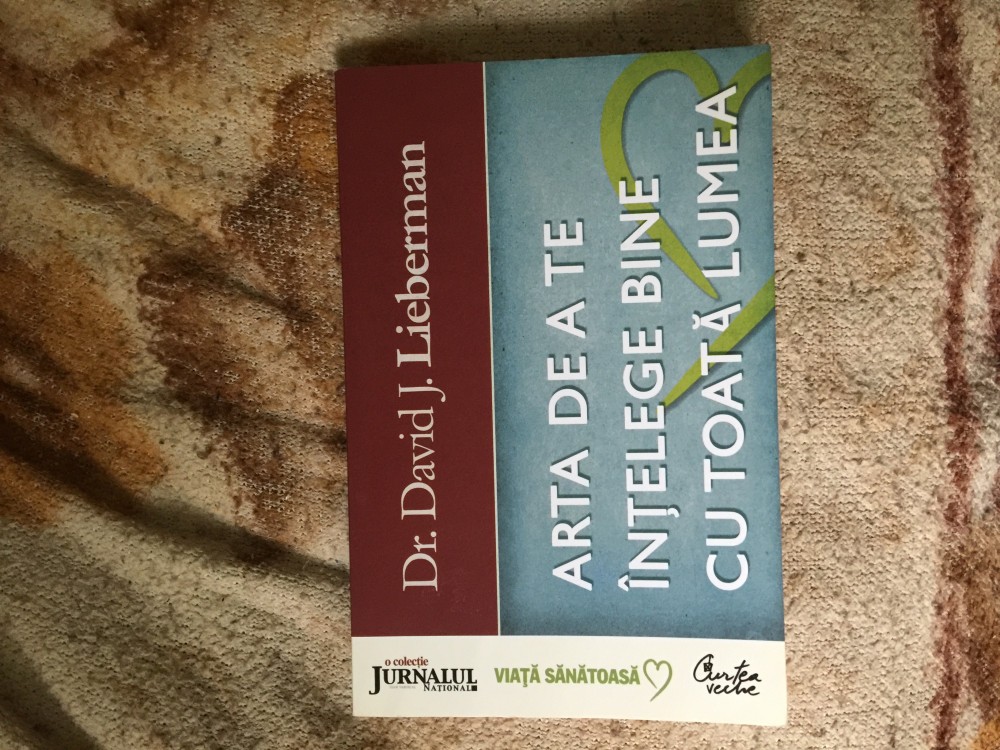 Dr. David J. Lieberman
ARTA DE A TE
ÎNȚELEGE BINE
CU TOATĂ LUMEA
o colecție
JURNALUL
NAȚIONAL
VIAȚĂ SĂNĂTOASĂ
Curtea
veche